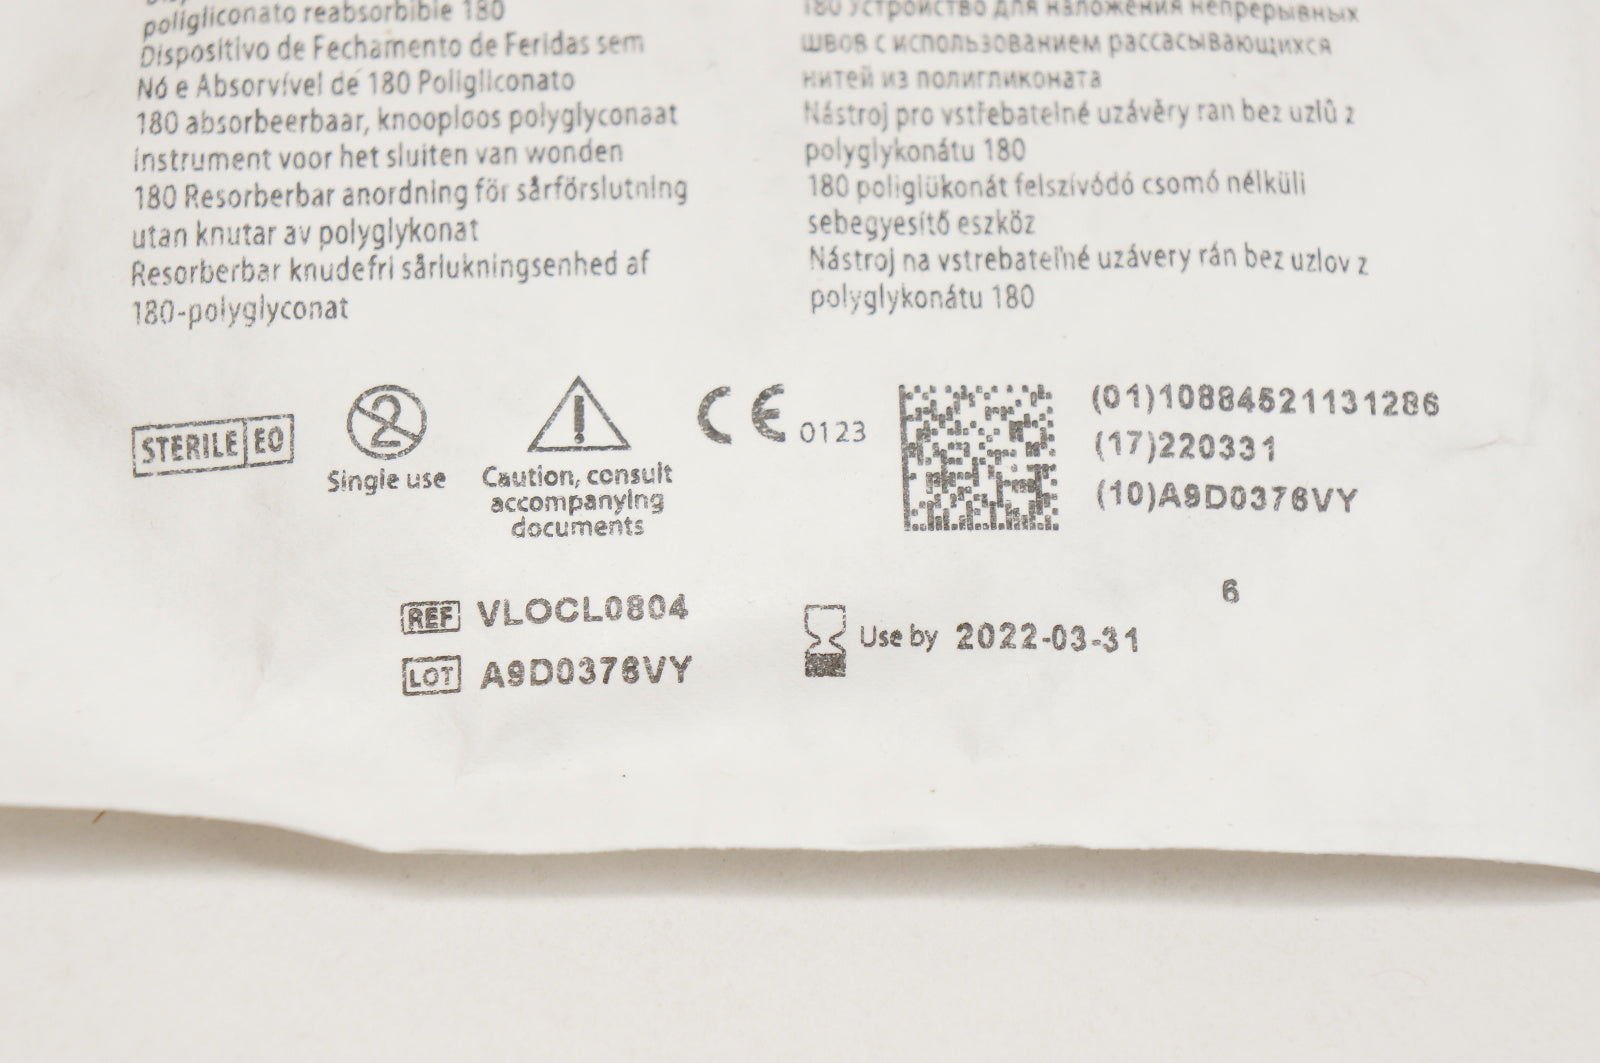 poligliconato reabsorbible 180
Dispositivo de Fechamento de Feridas sem
Nó e Absorvível de 180 Poligliconato
180 absorbeerbaar, knooploos polyglyconaat
instrument voor het sluiten van wonden
180 Resorberbar anordning för sårförslutning
utan knutar av polyglykonat
Resorberbar knudefri sårlukningsenhed af
180-polyglyconat
180 Устройство для наложения непрерывных
швов с использованием рассасывающихся
нитей из полигликоната
Nástroj pro vstřebatelné uzávěry ran bez uzlů z
polyglykonátu 180
180 poliglükonát felszívódó csomó nélküli
sebegyesítő eszköz
Nástroj na vstrebateľné uzávery rán bez uzlov z
polyglykonátu 180
STERILE EO
2
Single use
!
Caution, consult
accompanying
documents
CE 0123
(01)10884521131286
(17)220331
(10)A9D0376VY
6
REF VLOCL0804
LOT A9D0376VY
Use by 2022-03-31